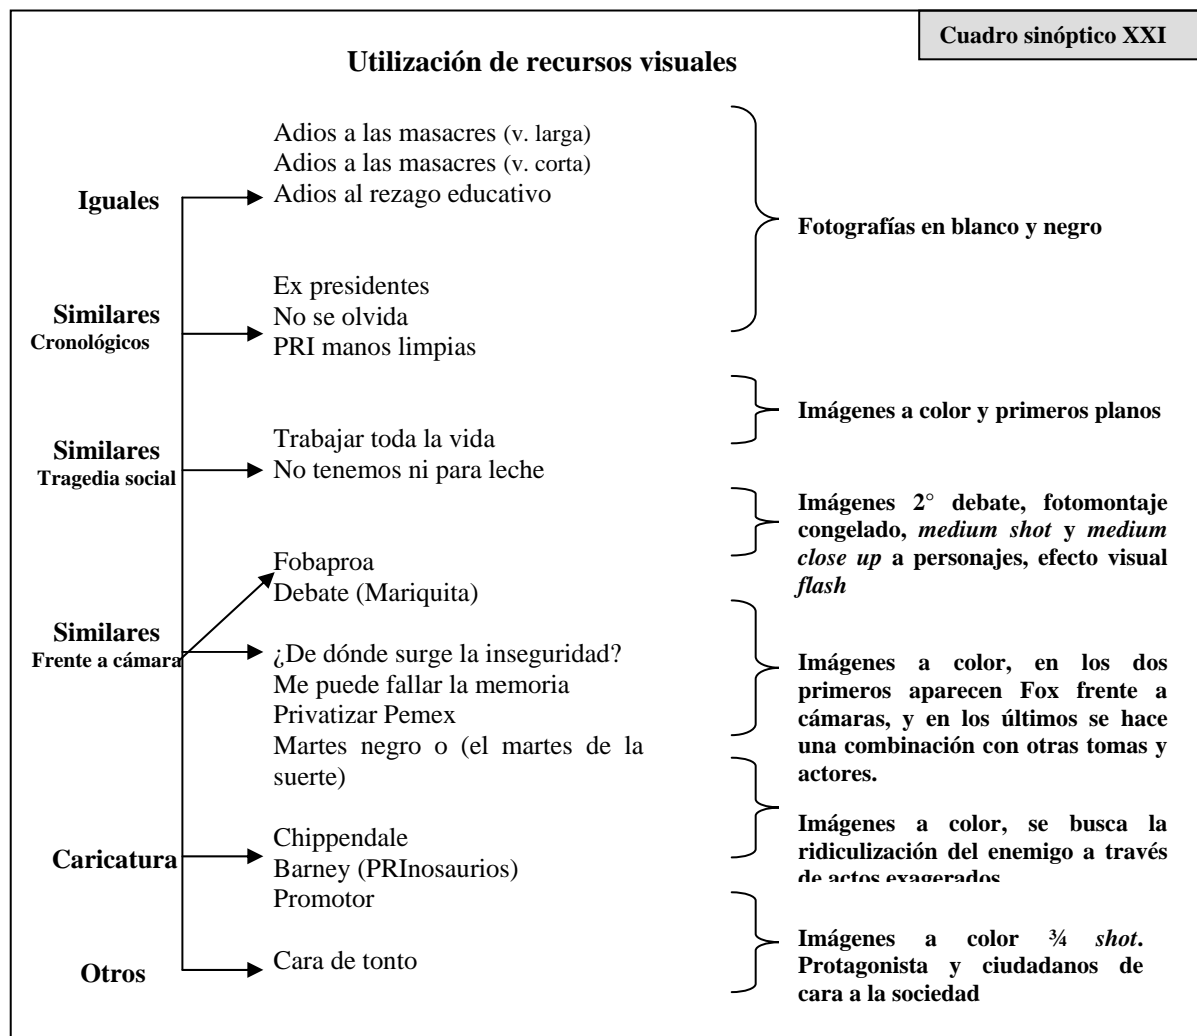 Cuadro sinóptico XXI
Utilización de recursos visuales
Iguales
Adios a las masacres (v. larga)
Adios a las masacres (v. corta)
Adios al rezago educativo
Fotografías en blanco y negro
Similares
Cronológicos
Ex presidentes
No se olvida
PRI manos limpias
Similares
Tragedia social
Trabajar toda la vida
No tenemos ni para leche
Imágenes a color y primeros planos
Similares
Frente a cámara
Fobaproa
Debate (Mariquita)
Imágenes 2° debate, fotomontaje
congelado, medium shot y medium
close up a personajes, efecto visual
flash
¿De dónde surge la inseguridad?
Me puede fallar la memoria
Privatizar Pemex
Martes negro o (el martes de la
suerte)
Imágenes a color, en los dos
primeros aparecen Fox frente a
cámaras, y en los últimos se hace
una combinación con otras tomas y
actores.
Caricatura
Chippendale
Barney (PRInosaurios)
Promotor
Imágenes a color, se busca la
ridiculización del enemigo a través
de actos exagerados
Otros
Cara de tonto
Imágenes a color ¾ shot.
Protagonista y ciudadanos de
cara a la sociedad